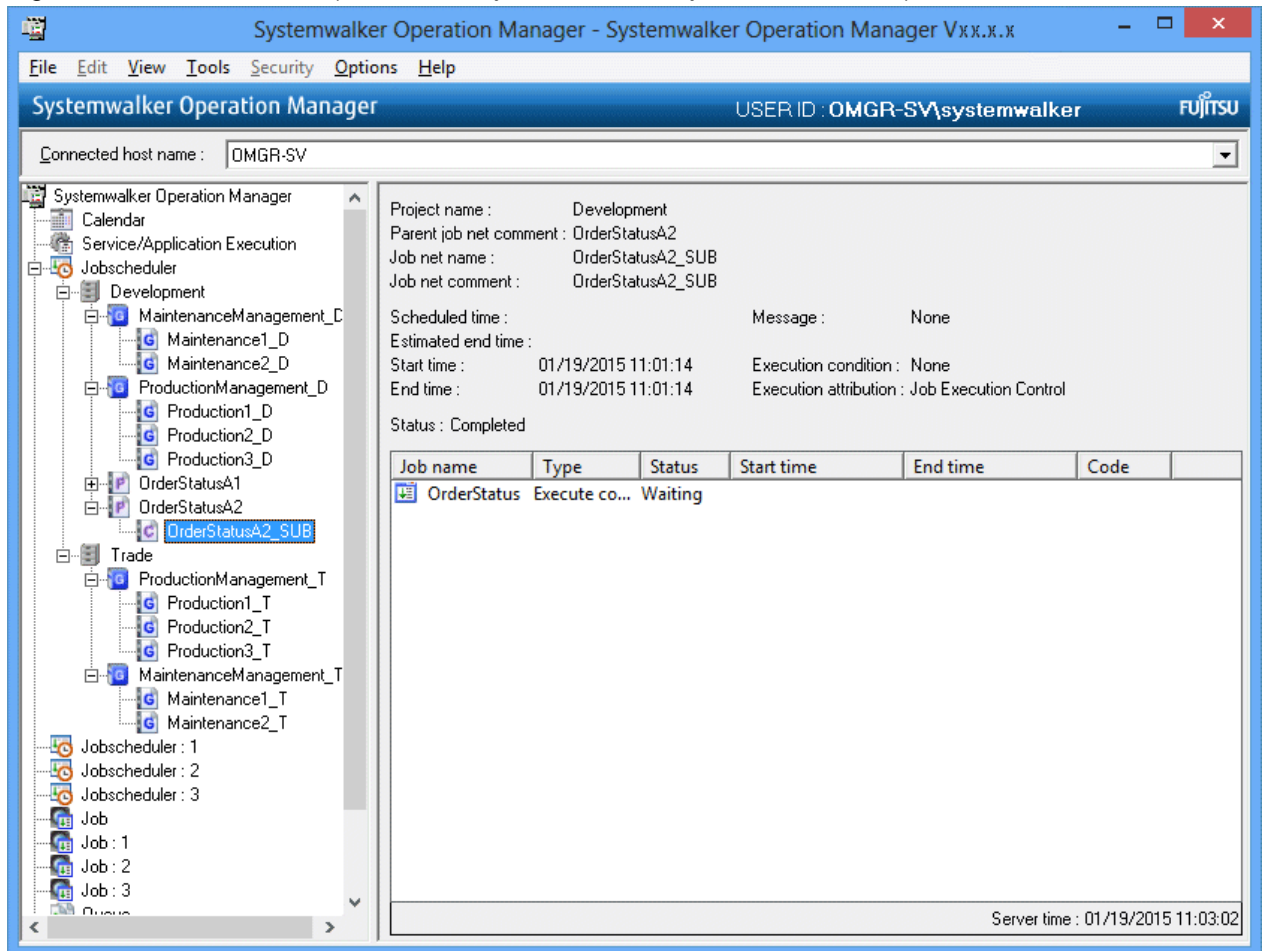 Systemwalker Operation Manager - Systemwalker Operation Manager Vxx.x.x
File Edit View Tools Security Options Help
Systemwalker Operation Manager USER ID : OMGR-SV\systemwalker FUJITSU
Connected host name : OMGR-SV
Systemwalker Operation Manager
Calendar
Service/Application Execution
Jobscheduler
Development
MaintenanceManagement_D
Maintenance1_D
Maintenance2_D
ProductionManagement_D
Production1_D
Production2_D
Production3_D
OrderStatusA1
OrderStatusA2
OrderStatusA2_SUB
Trade
ProductionManagement_T
Production1_T
Production2_T
Production3_T
MaintenanceManagement_T
Maintenance1_T
Maintenance2_T
Jobscheduler : 1
Jobscheduler : 2
Jobscheduler : 3
Job
Job : 1
Job : 2
Job : 3
Project name : Development
Parent job net comment : OrderStatusA2
Job net name : OrderStatusA2_SUB
Job net comment : OrderStatusA2_SUB
Scheduled time : Message : None
Estimated end time :
Start time : 01/19/2015 11:01:14 Execution condition : None
End time : 01/19/2015 11:01:14 Execution attribution : Job Execution Control
Status : Completed
Job name Type Status Start time End time Code
OrderStatus Execute co... Waiting
Server time : 01/19/2015 11:03:02